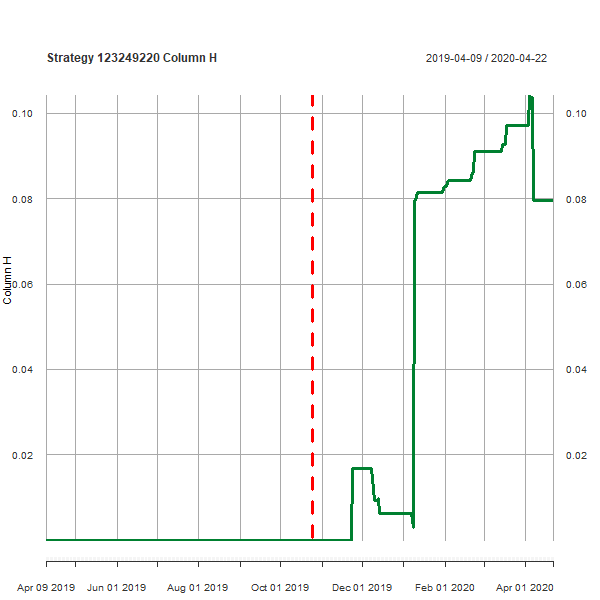 Strategy 123249220 Column H
2019-04-09 / 2020-04-22
0.10
0.10
0.08
0.08
Column H
0.06
0.06
0.04
0.04
0.02
0.02
Apr 09 2019
Jun 01 2019
Aug 01 2019
Oct 01 2019
Dec 01 2019
Feb 01 2020
Apr 01 2020